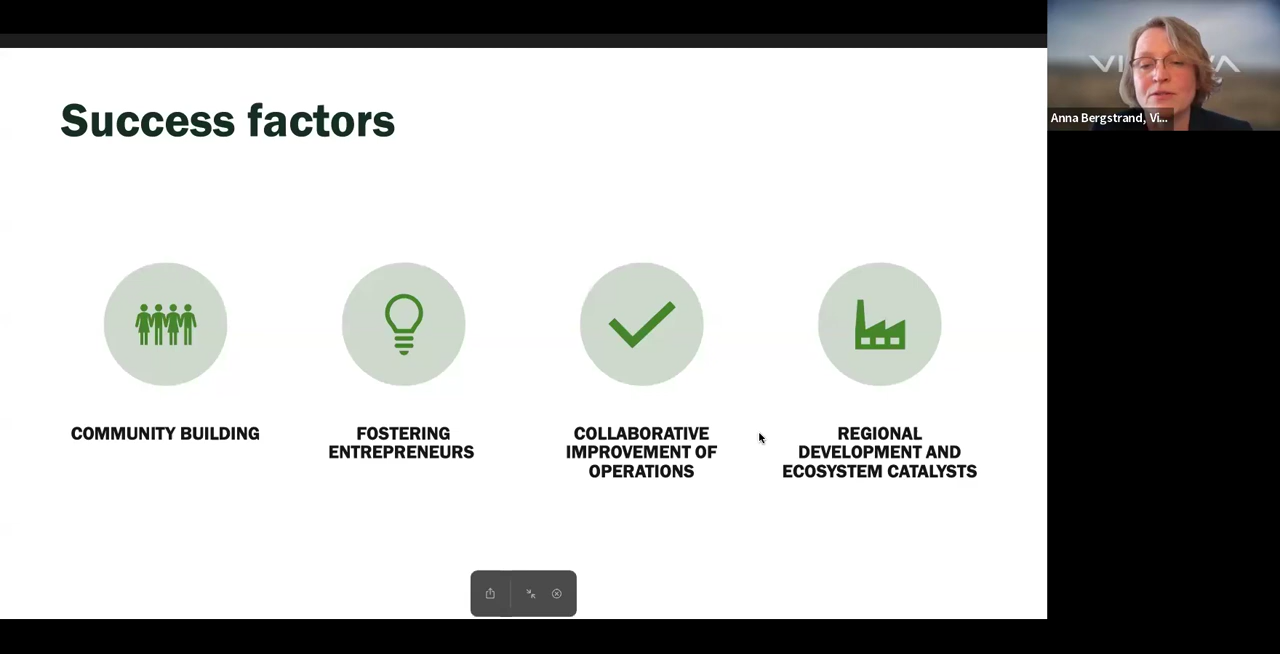 Success factors
COMMUNITY BUILDING
FOSTERING
ENTREPRENEURS
COLLABORATIVE
IMPROVEMENT OF
OPERATIONS
REGIONAL
DEVELOPMENT AND
ECOSYSTEM CATALYSTS
Anna Bergstrand, Vi...